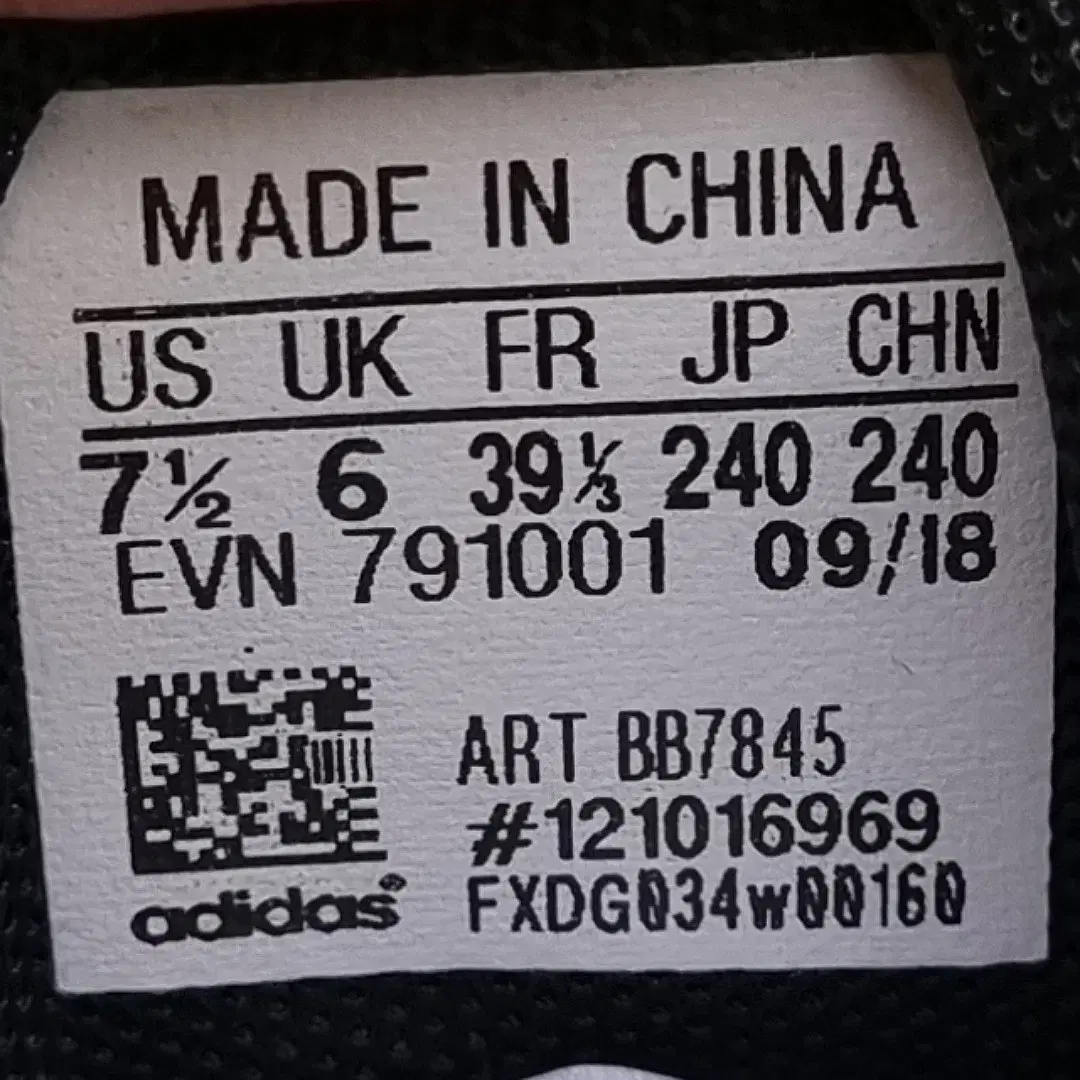 MADE IN CHINA
US UK FR JP CHN
7½ 6 39⅓ 240 240
EVN 791001 09/18
ART BB7845
#121016969
adidas® FXDG034w00160